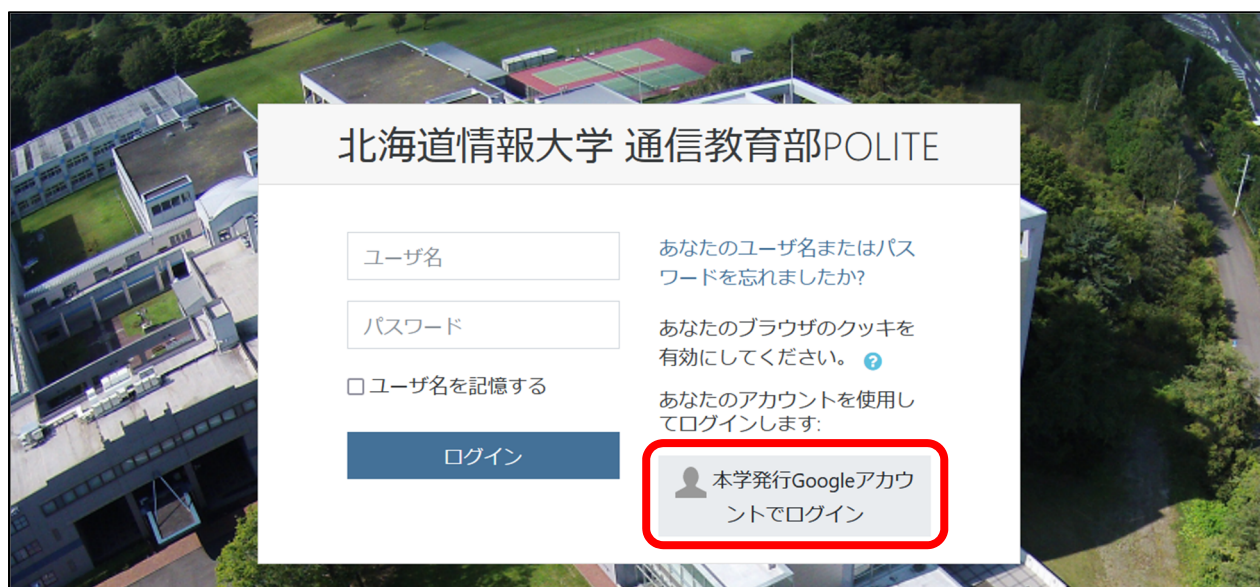 北海道情報大学 通信教育部POLITE
ユーザ名
パスワード
ユーザ名を記憶する
ログイン
あなたのユーザ名またはパス
ワードを忘れましたか?
あなたのブラウザのクッキを
有効にしてください。 ?
あなたのアカウントを使用し
てログインします:
本学発行Googleアカウ
ントでログイン